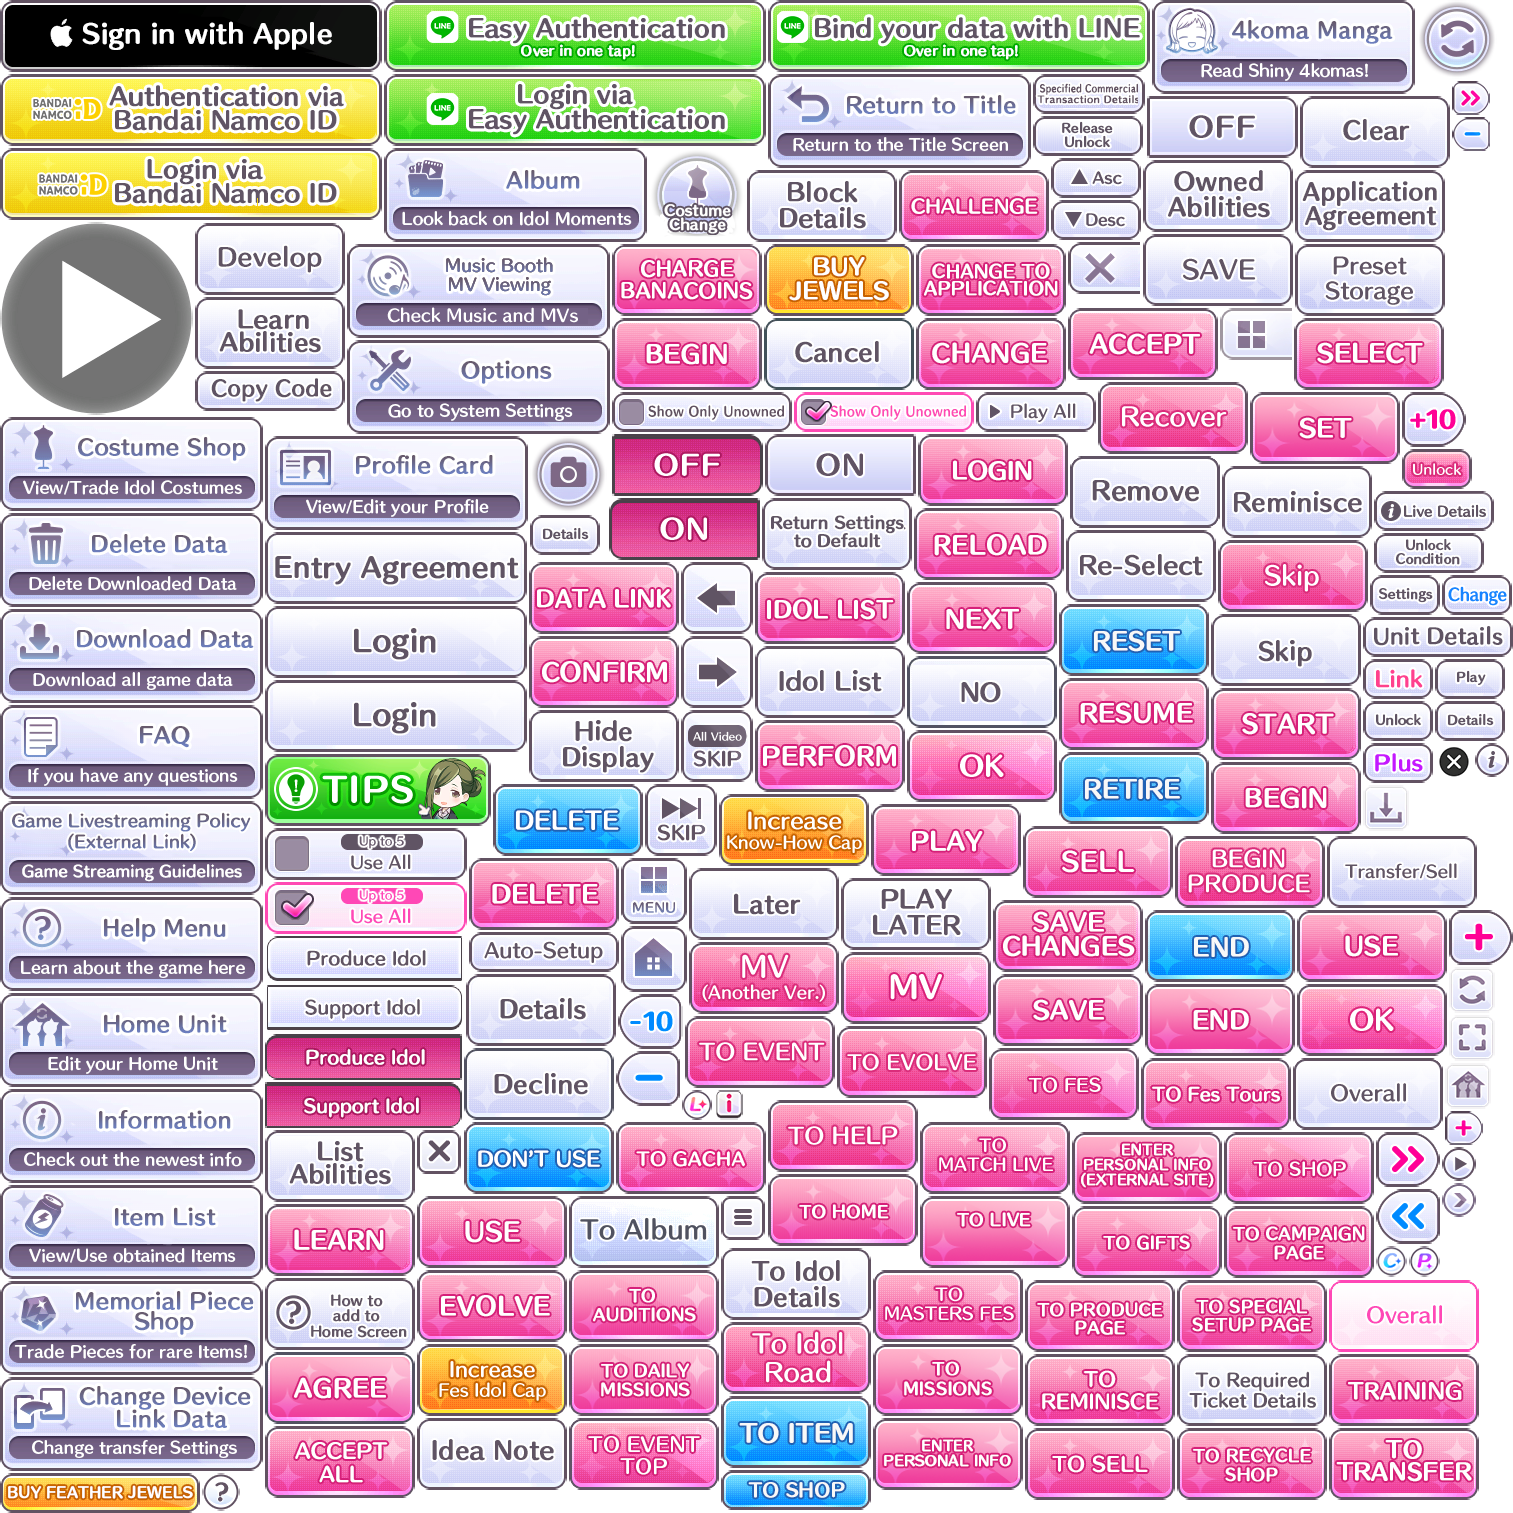 Sign in with Apple
LINE
Easy Authentication
Over in one tap!
LINE
Bind your data with LINE
Over in one tap!
4koma Manga
Read Shiny 4komas!
BANDAI
NAMCO iD
Authentication via
Bandai Namco ID
LINE
Login via
Easy Authentication
Return to Title
Return to the Title Screen
Specified Commercial
Transaction Details
Release
Unlock
OFF
Clear
BANDAI
NAMCO iD
Login via
Bandai Namco ID
Album
Look back on Idol Moments
Costume
Change
Block
Details
CHALLENGE
Asc
Desc
Owned
Abilities
Application
Agreement
Develop
Learn
Abilities
Copy Code
Music Booth
MV Viewing
Check Music and MVs
Options
Go to System Settings
CHARGE
BANACOINS
BUY
JEWELS
CHANGE TO
APPLICATION
SAVE
Preset
Storage
BEGIN
Cancel
CHANGE
ACCEPT
SELECT
Show Only Unowned
Show Only Unowned
Play All
Recover
SET
+10
Costume Shop
View/Trade Idol Costumes
Profile Card
View/Edit your Profile
Details
OFF
ON
ON
Return Settings
to Default
LOGIN
RELOAD
Remove
Reminisce
Unlock
Live Details
Unlock
Condition
Delete Data
Delete Downloaded Data
Entry Agreement
DATA LINK
IDOL LIST
NEXT
Re-Select
Skip
Settings
Change
Download Data
Download all game data
Login
CONFIRM
Idol List
NO
RESET
Skip
Unit Details
Link
Play
FAQ
If you have any questions
Login
Hide
Display
All Video
SKIP
PERFORM
OK
RESUME
START
Unlock
Details
Plus
TIPS
DELETE
SKIP
Increase
Know-How Cap
PLAY
RETIRE
BEGIN
Game Livestreaming Policy
(External Link)
Game Streaming Guidelines
Up to 5
Use All
Up to 5
Use All
DELETE
MENU
Later
PLAY
LATER
SELL
BEGIN
PRODUCE
Transfer/Sell
Help Menu
Learn about the game here
Produce Idol
Support Idol
Auto-Setup
Details
-10
MV
(Another Ver.)
MV
SAVE
CHANGES
END
USE
SAVE
END
OK
Home Unit
Edit your Home Unit
Produce Idol
Support Idol
Decline
TO EVENT
TO EVOLVE
TO FES
TO Fes Tours
Overall
Information
Check out the newest info
List
Abilities
DON'T USE
TO GACHA
L
TO HELP
TO
MATCH LIVE
ENTER
PERSONAL INFO
(EXTERNAL SITE)
TO SHOP
Item List
View/Use obtained Items
LEARN
USE
To Album
TO HOME
TO LIVE
TO GIFTS
TO CAMPAIGN
PAGE
C
P
Memorial Piece
Shop
Trade Pieces for rare Items!
How to
add to
Home Screen
EVOLVE
TO
AUDITIONS
To Idol
Details
TO
MASTERS FES
TO PRODUCE
PAGE
TO SPECIAL
SETUP PAGE
Overall
Change Device
Link Data
Change transfer Settings
AGREE
Increase
Fes Idol Cap
TO DAILY
MISSIONS
To Idol
Road
TO
MISSIONS
TO
REMINISCE
To Required
Ticket Details
TRAINING
BUY FEATHER JEWELS
ACCEPT
ALL
Idea Note
TO EVENT
TOP
TO ITEM
TO SHOP
ENTER
PERSONAL INFO
TO SELL
TO RECYCLE
SHOP
TO
TRANSFER